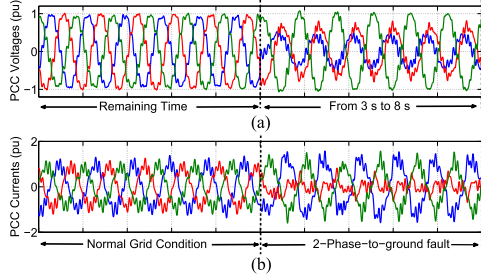 PCC Voltages (pu)
1
0
−1
Remaining Time
From 3 s to 8 s
(a)
PCC Currents (pu)
2
0
−2
Normal Grid Condition
2−Phase−to−ground fault
(b)